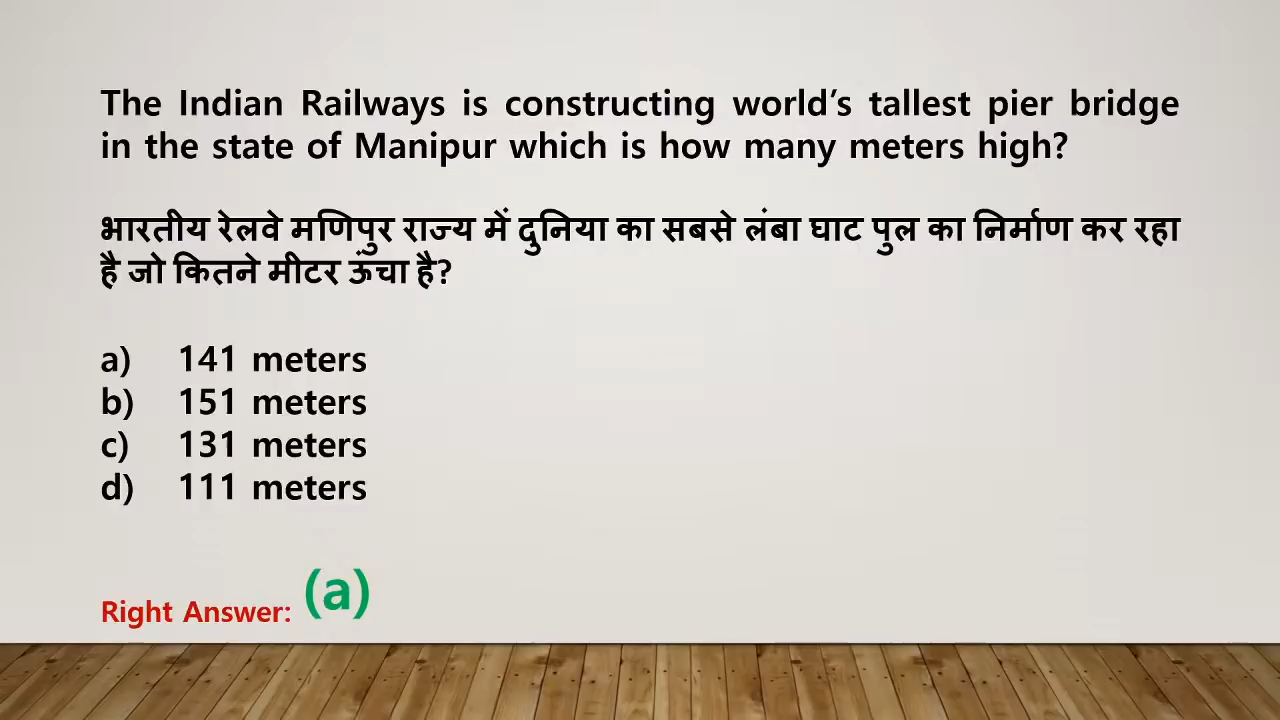 The Indian Railways is constructing world’s tallest pier bridge
in the state of Manipur which is how many meters high?
भारतीय रेलवे मणिपुर राज्य में दुनिया का सबसे लंबा घाट पुल का निर्माण कर रहा
है जो कितने मीटर ऊंचा है?
a) 141 meters
b) 151 meters
c) 131 meters
d) 111 meters
Right Answer: (a)